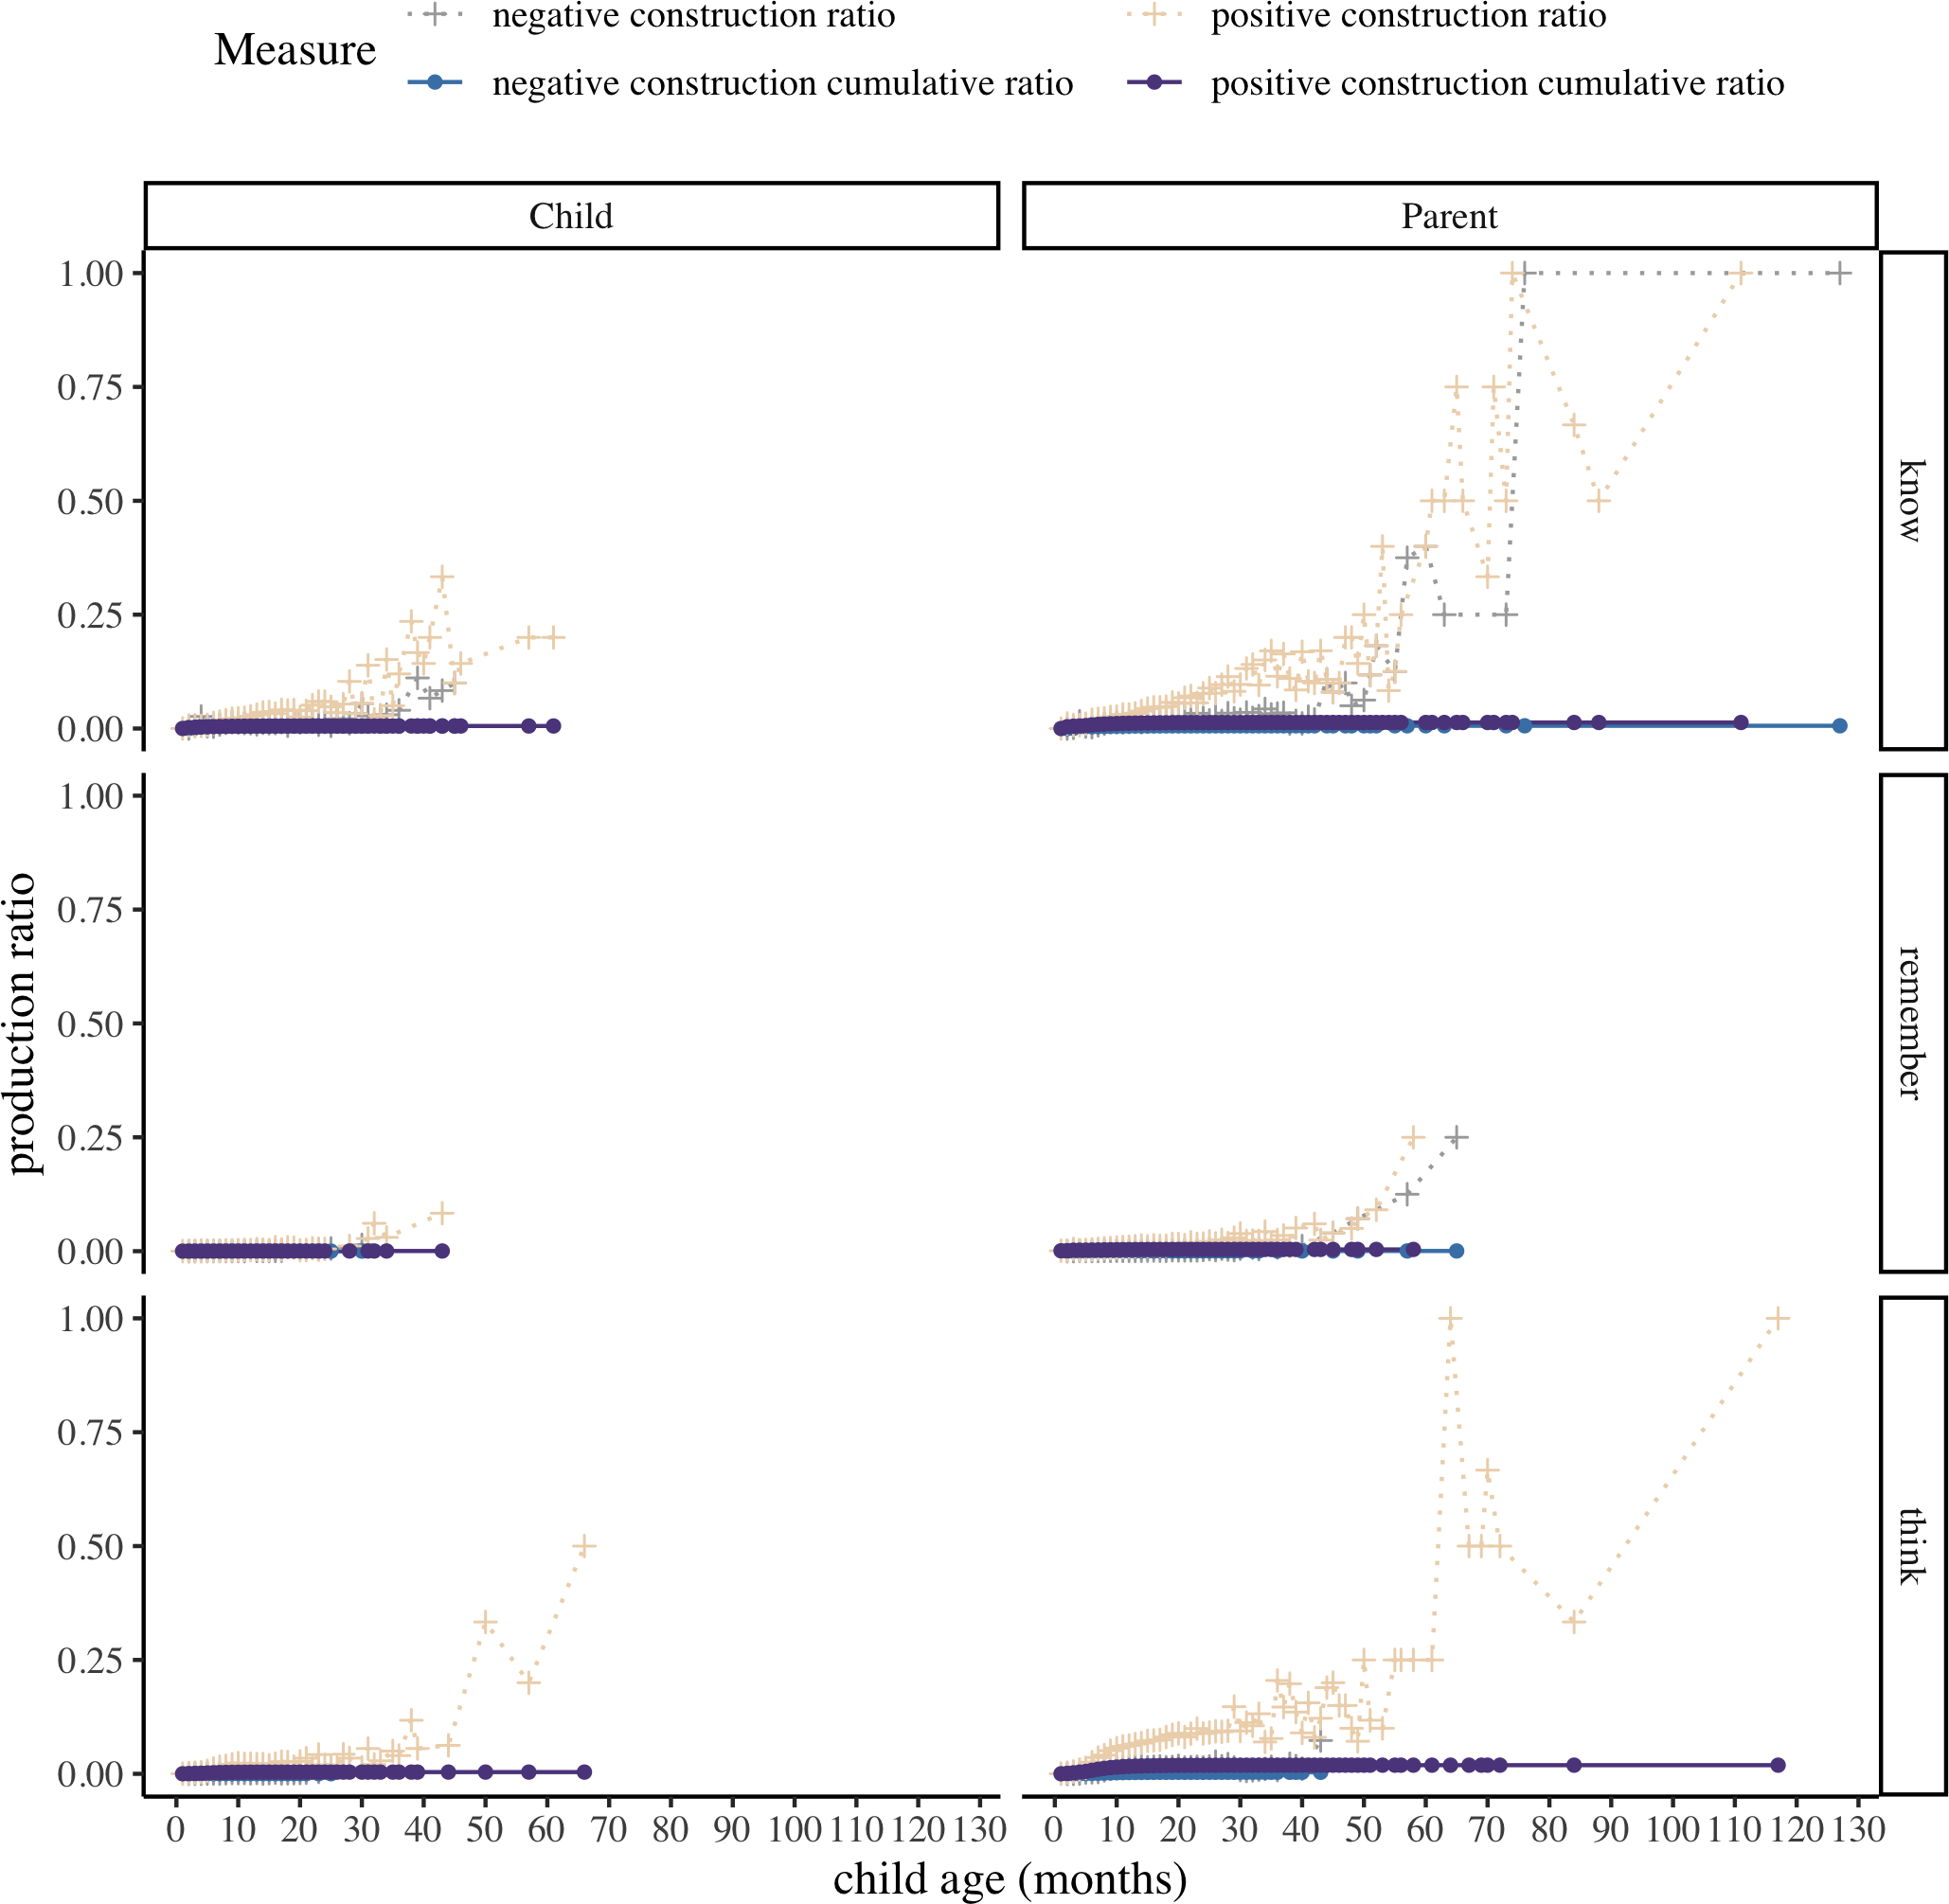 Measure
negative construction ratio
positive construction ratio
negative construction cumulative ratio
positive construction cumulative ratio
Child
Parent
1.00
0.75
0.50
0.25
0.00
know
1.00
0.75
0.50
0.25
0.00
remember
production ratio
1.00
0.75
0.50
0.25
0.00
think
0 10 20 30 40 50 60 70 80 90 100 110 120 130
0 10 20 30 40 50 60 70 80 90 100 110 120 130
child age (months)